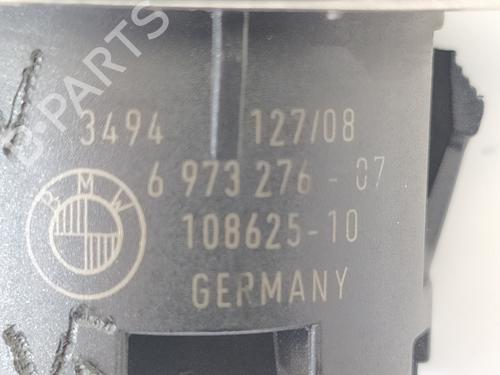 B-PARTS
3494 127/08
6 973 276-07
BMW
108625-10
GERMANY